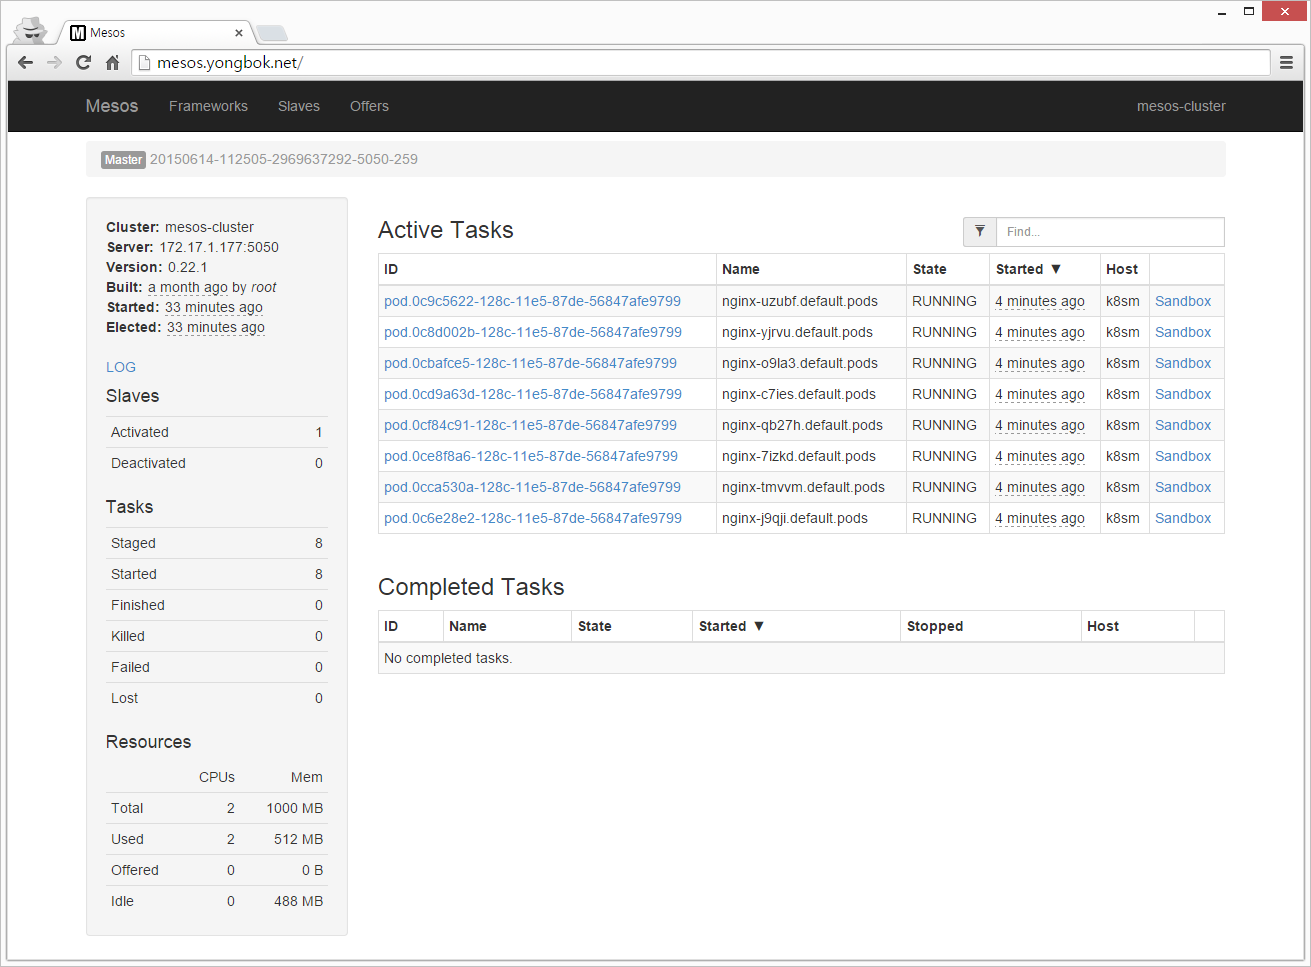 Mesos
mesos.yongbok.net/
Mesos Frameworks Slaves Offers mesos-cluster
Master 20150614-112505-2969637292-5050-259
Cluster: mesos-cluster
Server: 172.17.1.177:5050
Version: 0.22.1
Built: a month ago by root
Started: 33 minutes ago
Elected: 33 minutes ago
LOG
Slaves
Activated 1
Deactivated 0
Tasks
Staged 8
Started 8
Finished 0
Killed 0
Failed 0
Lost 0
Resources
CPUs Mem
Total 2 1000 MB
Used 2 512 MB
Offered 0 0 B
Idle 0 488 MB
Active Tasks
Find...
ID Name State Started ▼ Host
pod.0c9c5622-128c-11e5-87de-56847afe9799 nginx-uzubf.default.pods RUNNING 4 minutes ago k8sm Sandbox
pod.0c8d002b-128c-11e5-87de-56847afe9799 nginx-yjrvu.default.pods RUNNING 4 minutes ago k8sm Sandbox
pod.0cbafce5-128c-11e5-87de-56847afe9799 nginx-o9la3.default.pods RUNNING 4 minutes ago k8sm Sandbox
pod.0cd9a63d-128c-11e5-87de-56847afe9799 nginx-c7ies.default.pods RUNNING 4 minutes ago k8sm Sandbox
pod.0cf84c91-128c-11e5-87de-56847afe9799 nginx-qb27h.default.pods RUNNING 4 minutes ago k8sm Sandbox
pod.0ce8f8a6-128c-11e5-87de-56847afe9799 nginx-7izkd.default.pods RUNNING 4 minutes ago k8sm Sandbox
pod.0cca530a-128c-11e5-87de-56847afe9799 nginx-tmvvm.default.pods RUNNING 4 minutes ago k8sm Sandbox
pod.0c6e28e2-128c-11e5-87de-56847afe9799 nginx-j9qji.default.pods RUNNING 4 minutes ago k8sm Sandbox
Completed Tasks
ID Name State Started ▼ Stopped Host
No completed tasks.